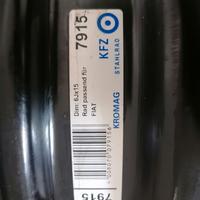 7915
KFZ
STAHLRAD
Dim: 6Jx15
Rad passend für
FIAT
KROMAG
7915